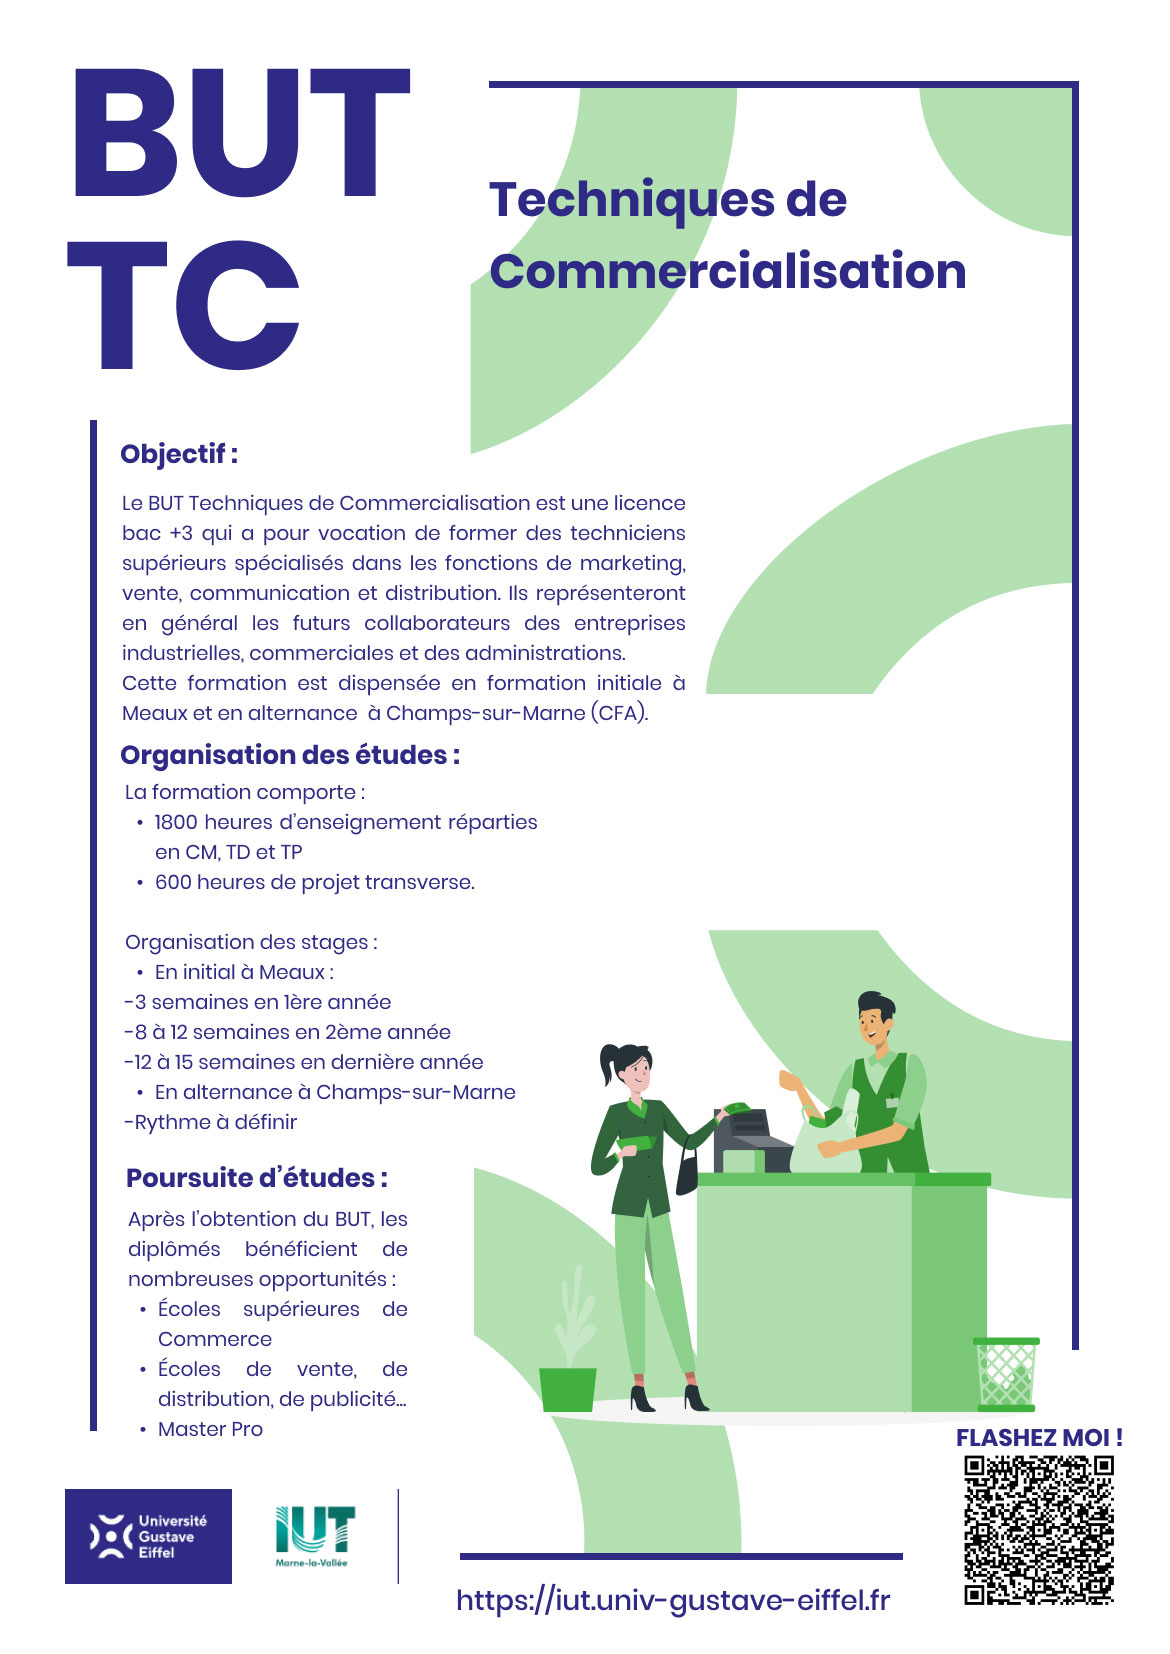 BUT
TC
Techniques de
Commercialisation
Objectif :
Le BUT Techniques de Commercialisation est une licence
bac +3 qui a pour vocation de former des techniciens
supérieurs spécialisés dans les fonctions de marketing,
vente, communication et distribution. Ils représenteront
en général les futurs collaborateurs des entreprises
industrielles, commerciales et des administrations.
Cette formation est dispensée en formation initiale à
Meaux et en alternance à Champs-sur-Marne (CFA).
Organisation des études :
La formation comporte :
• 1800 heures d'enseignement réparties
en CM, TD et TP
• 600 heures de projet transverse.
Organisation des stages :
• En initial à Meaux :
-3 semaines en 1ère année
-8 à 12 semaines en 2ème année
-12 à 15 semaines en dernière année
• En alternance à Champs-sur-Marne
-Rythme à définir
Poursuite d'études :
Après l'obtention du BUT, les
diplômés bénéficient de
nombreuses opportunités :
• Écoles supérieures de
Commerce
• Écoles de vente, de
distribution, de publicité...
• Master Pro
FLASHEZ MOI !
Université
Gustave
Eiffel
IUT
Marne-la-Vallée
https://iut.univ-gustave-eiffel.fr